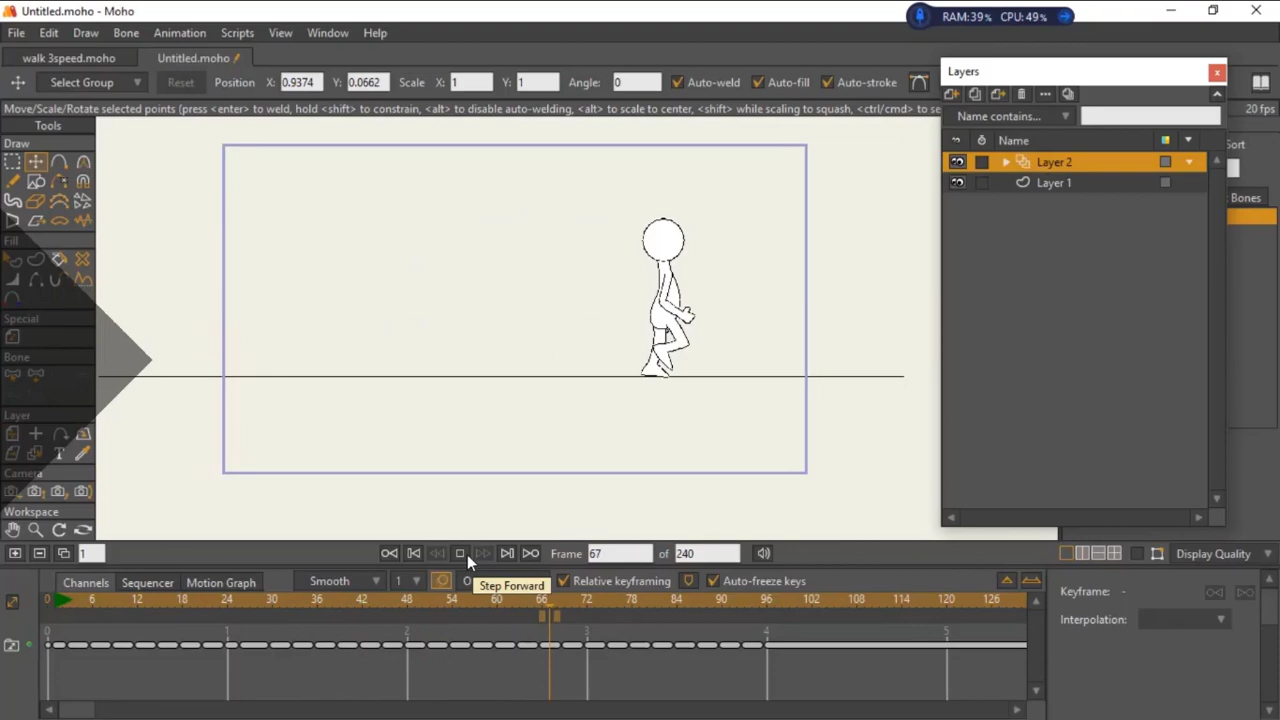 Untitled.moho - Moho
RAM:39% CPU:49%
File Edit Draw Bone Animation Scripts View Window Help
walk 3speed.moho Untitled.moho
Select Group Reset Position X: 0.9374 Y: 0.0662 Scale X: 1 Y: 1 Angle: 0 Auto-weld Auto-fill Auto-stroke
Move/Scale/Rotate selected points (press <enter> to weld, hold <shift> to constrain, <alt> to disable auto-welding, <alt> to scale to center, <shift> while scaling to squash, <ctrl/cmd> to se
20 fps
Tools
Draw
Fill
Special
Bone
Layer
Camera
Workspace
Layers
Name contains...
Name
Layer 2
Layer 1
Sort
Bones
1 Frame 67 of 240 Display Quality
Step Forward
Channels Sequencer Motion Graph Smooth 1 O Relative keyframing Auto-freeze keys
Keyframe: -
Interpolation:
0 6 12 18 24 30 36 42 48 54 60 66 72 78 84 90 96 102 108 114 120 126
0 1 2 3 4 5